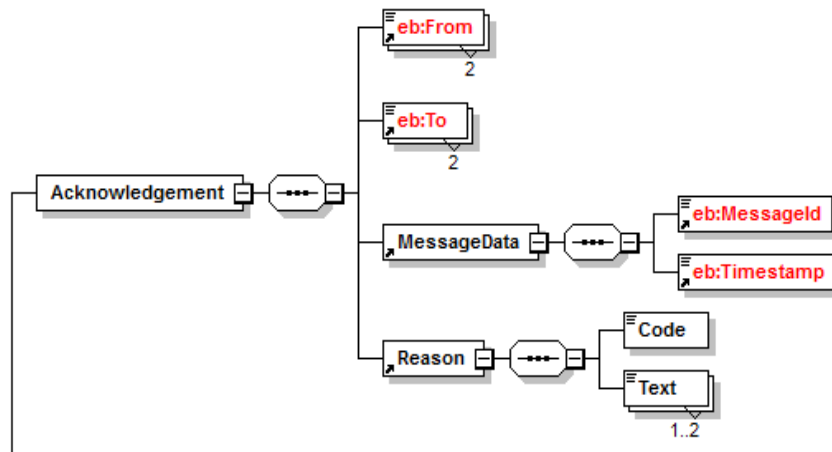 eb:From
2
eb:To
2
Acknowledgement
MessageData
eb:MessageId
eb:Timestamp
Reason
Code
Text
1..2